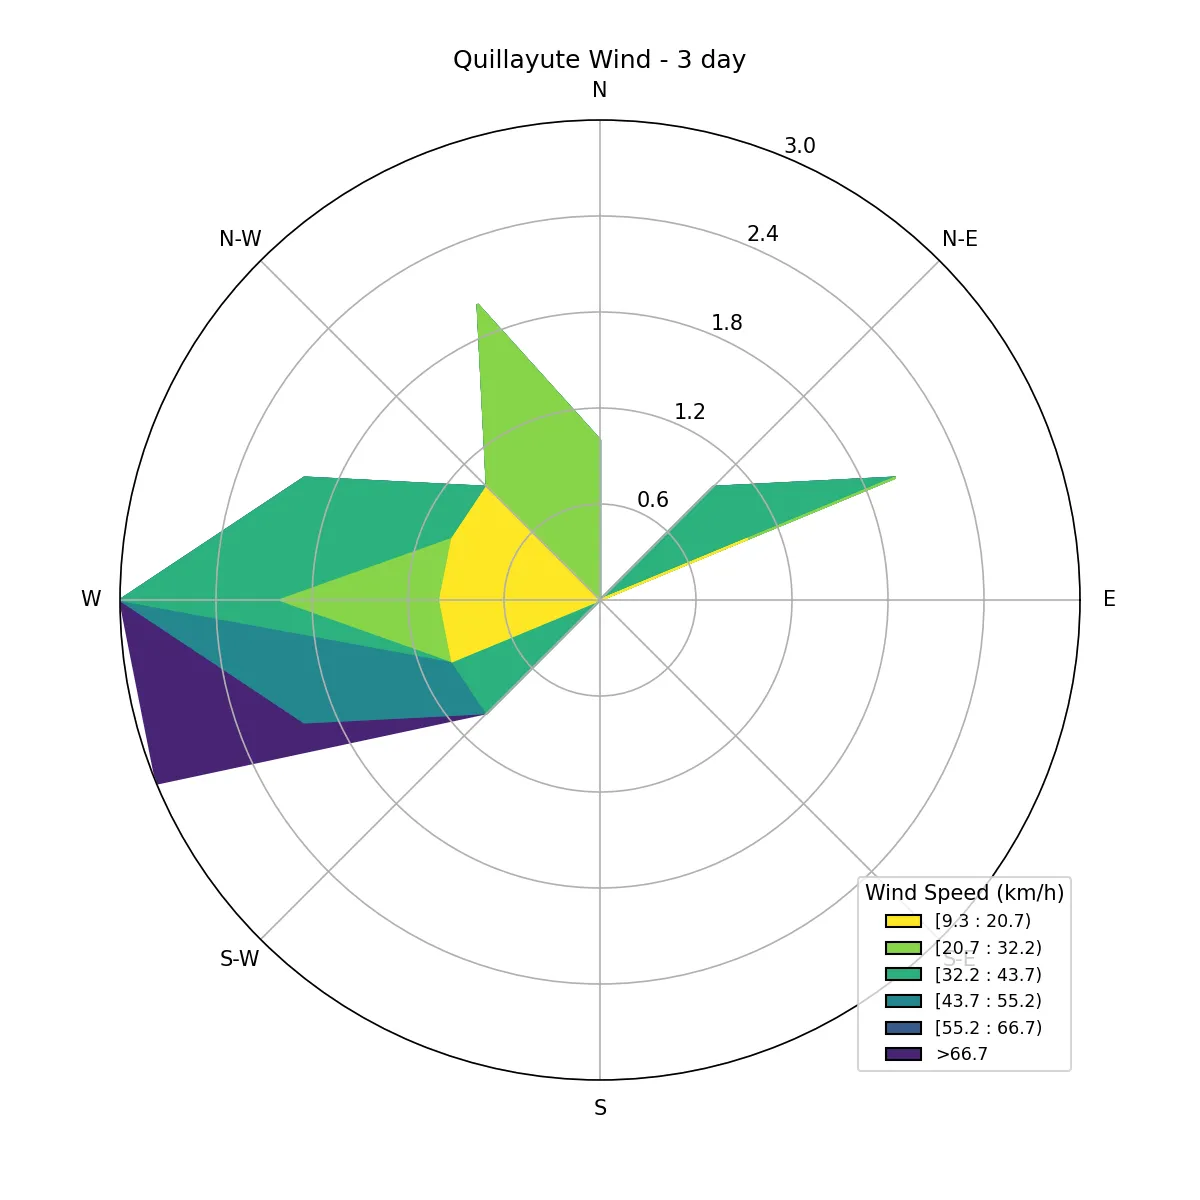 Quillayute Wind - 3 day
N
3.0
N-W
2.4
N-E
1.8
1.2
0.6
W
E
S-W
S-E
S
Wind Speed (km/h)
[9.3 : 20.7)
[20.7 : 32.2)
[32.2 : 43.7)
[43.7 : 55.2)
[55.2 : 66.7)
>66.7